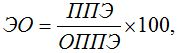 ЭО = ППЭ / ОППЭ × 100,